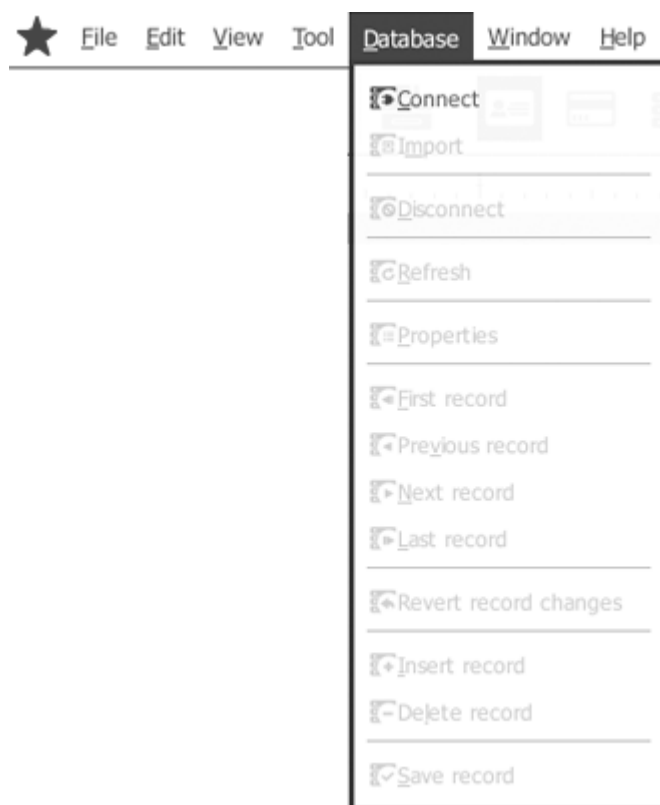 File Edit View Tool Database Window Help
Connect
Import
Disconnect
Refresh
Properties
First record
Previous record
Next record
Last record
Revert record changes
Insert record
Delete record
Save record